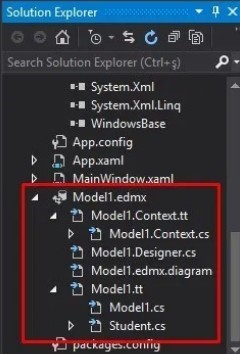 Solution Explorer
Search Solution Explorer (Ctrl+ş)
System.Xml
System.Xml.Linq
WindowsBase
App.config
App.xaml
MainWindow.xaml
Model1.edmx
Model1.Context.tt
Model1.Context.cs
Model1.Designer.cs
Model1.edmx.diagram
Model1.tt
Model1.cs
Student.cs
packages.config